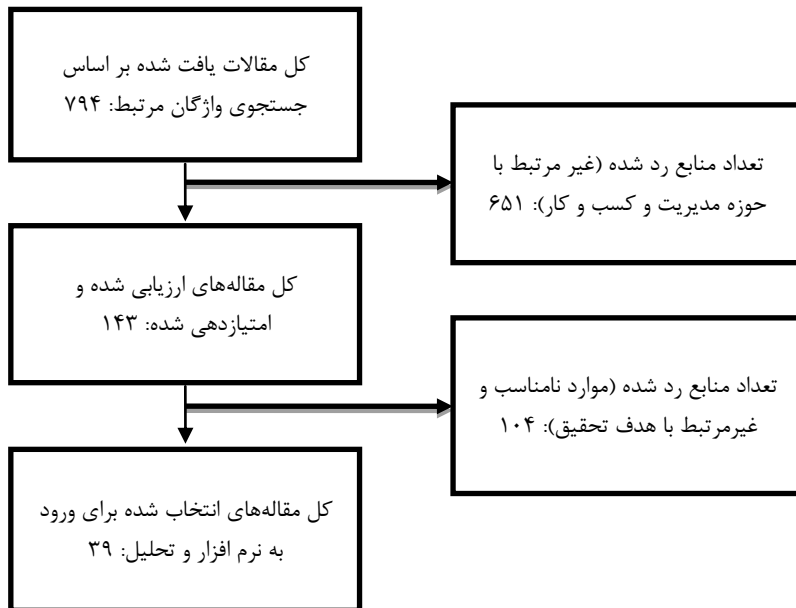 کل مقالات یافت شده بر اساس
جستجوی واژگان مرتبط: ۷۹۴
تعداد منابع رد شده (غیر مرتبط با
حوزه مدیریت و کسب و کار): ۶۵۱
کل مقاله‌های ارزیابی شده و
امتیازدهی شده: ۱۴۳
تعداد منابع رد شده (موارد نامناسب و
غیرمرتبط با هدف تحقیق): ۱۰۴
کل مقاله‌های انتخاب شده برای ورود
به نرم افزار و تحلیل: ۳۹